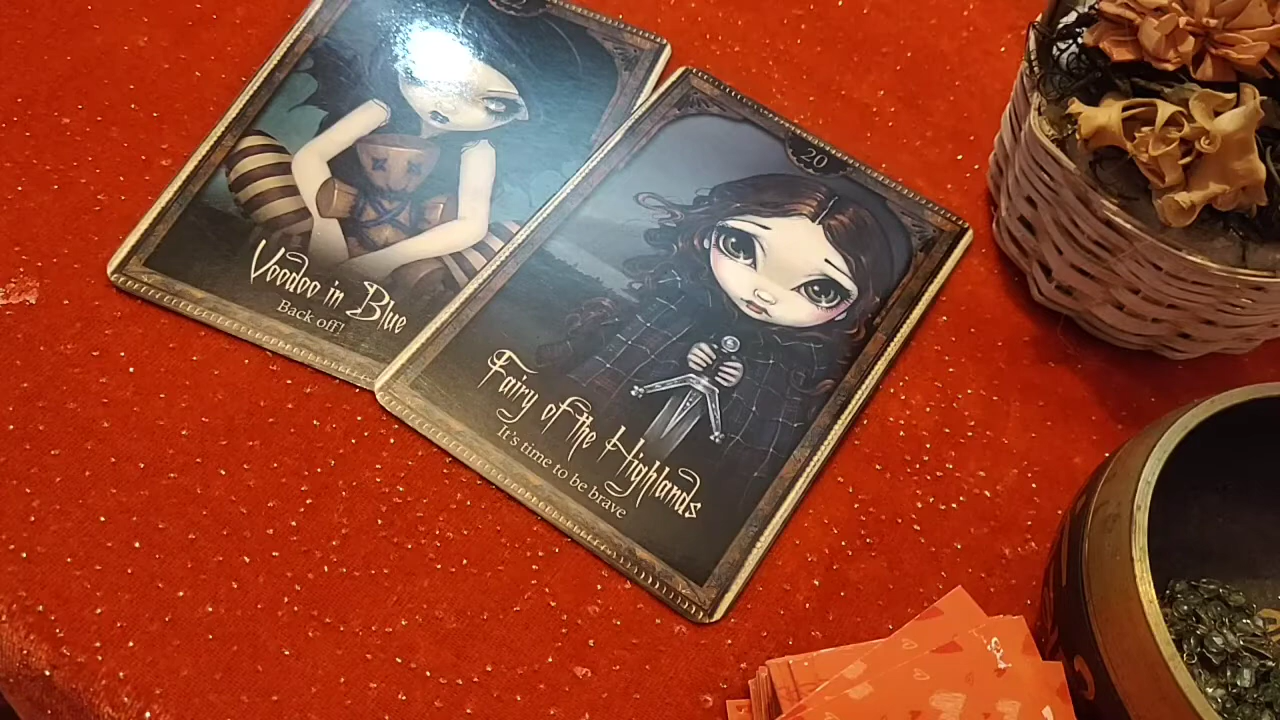 Voodoo in Blue
Back off!
20
Fairy of the Highlands
It's time to be brave